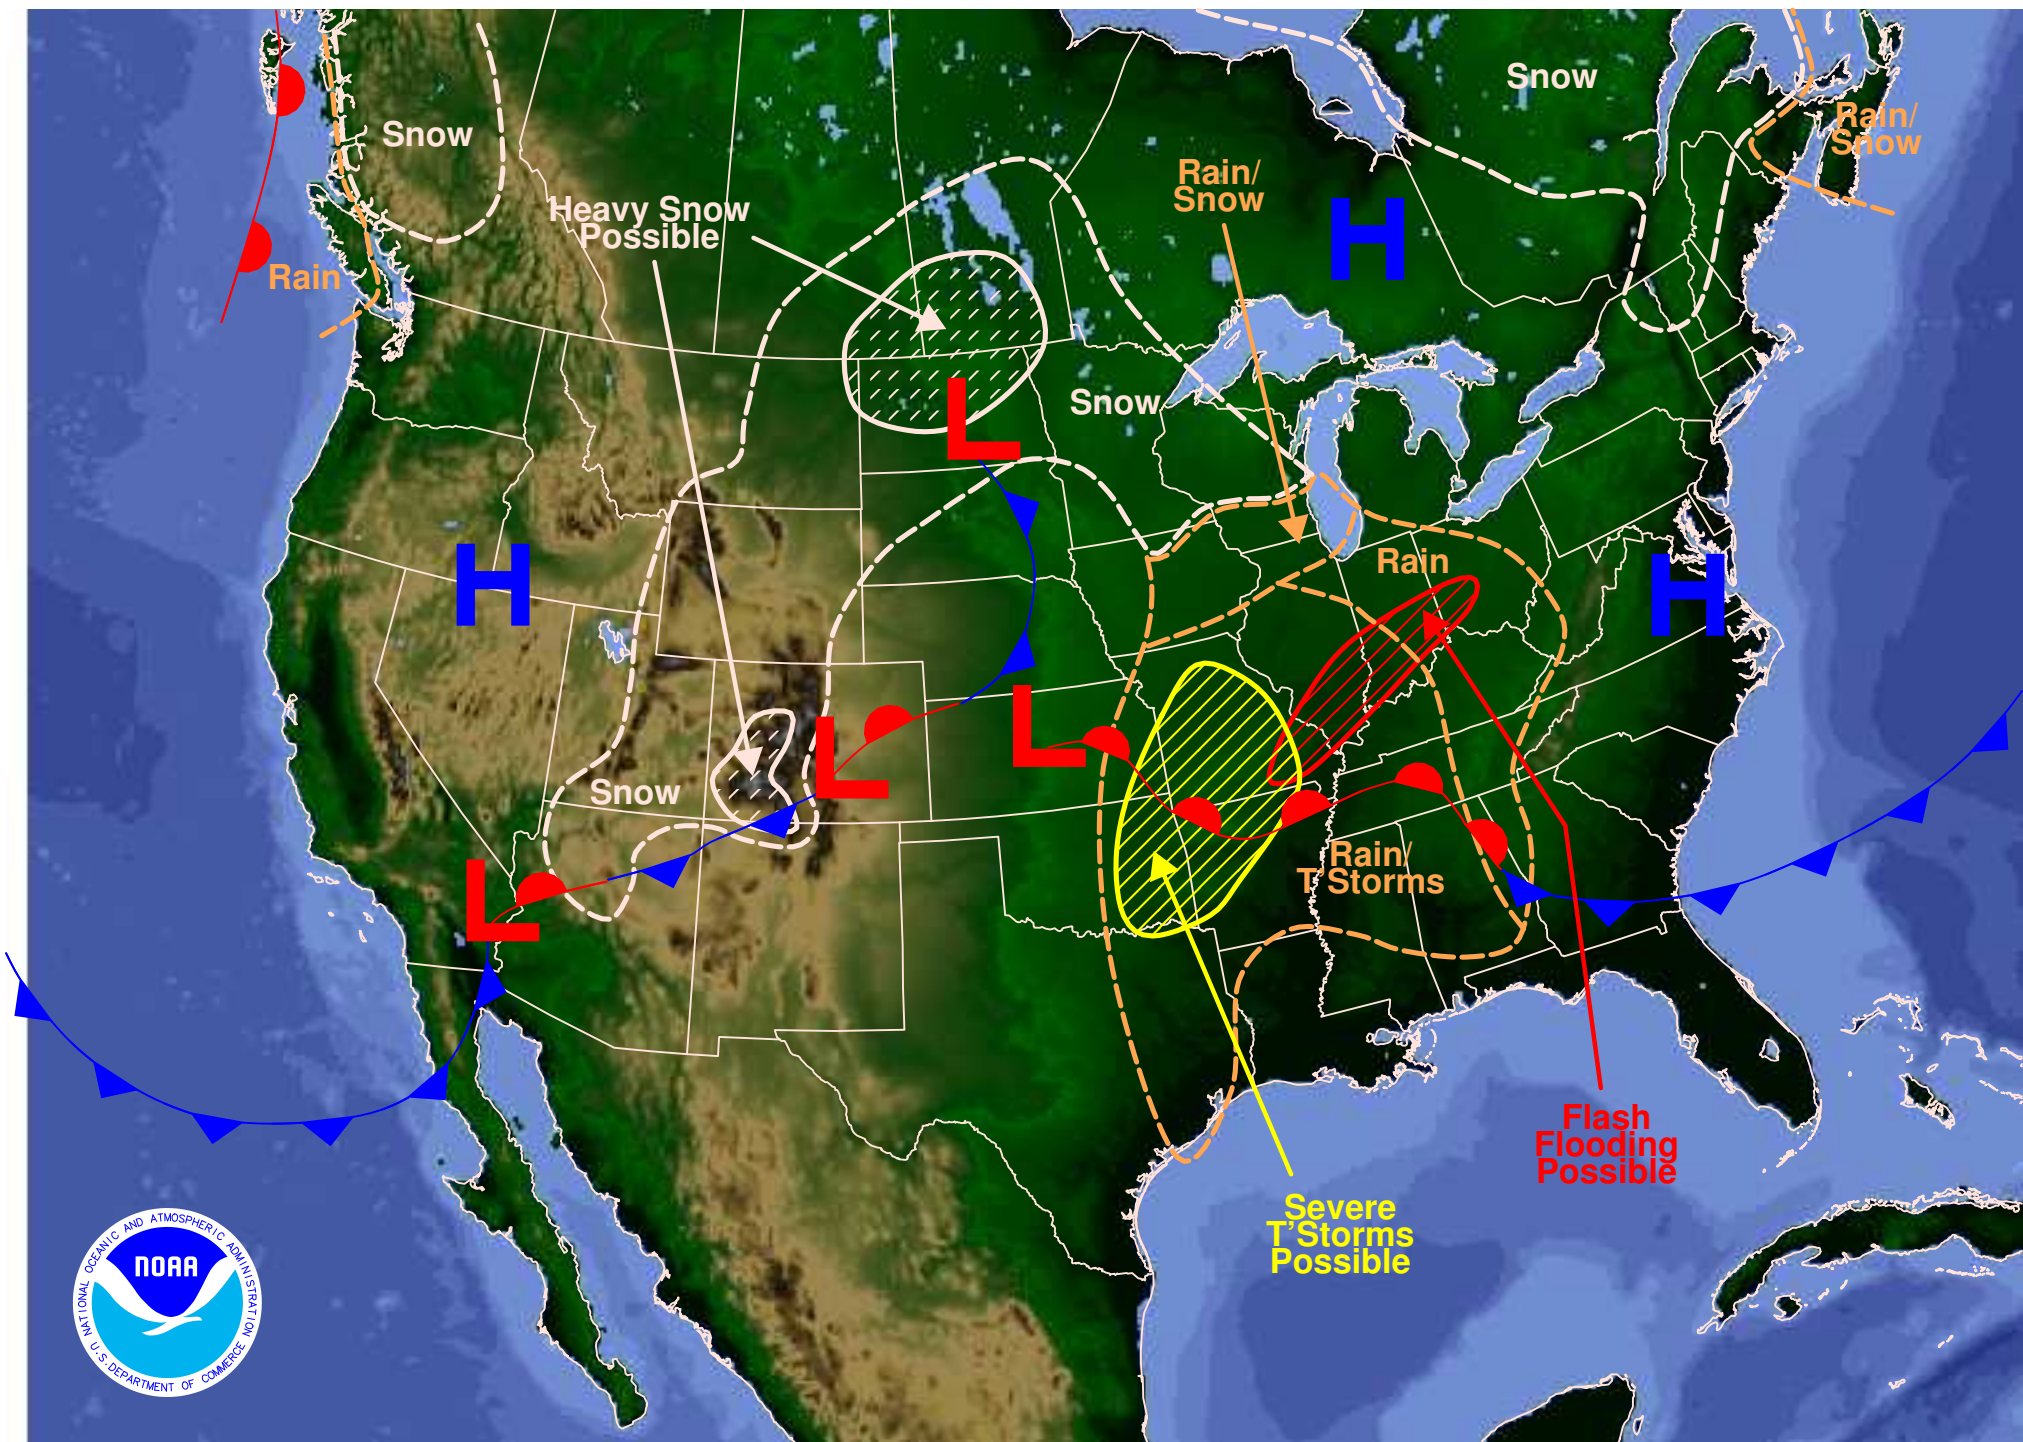 Snow
Snow
Rain/
Snow
Rain/
Snow
Heavy Snow
Possible
H
Rain
L
Snow
H
Rain
H
L
L
Snow
Rain/
T'Storms
L
Flash
Flooding
Possible
Severe
T'Storms
Possible
NATIONAL OCEANIC AND ATMOSPHERIC ADMINISTRATION
NOAA
U.S. DEPARTMENT OF COMMERCE